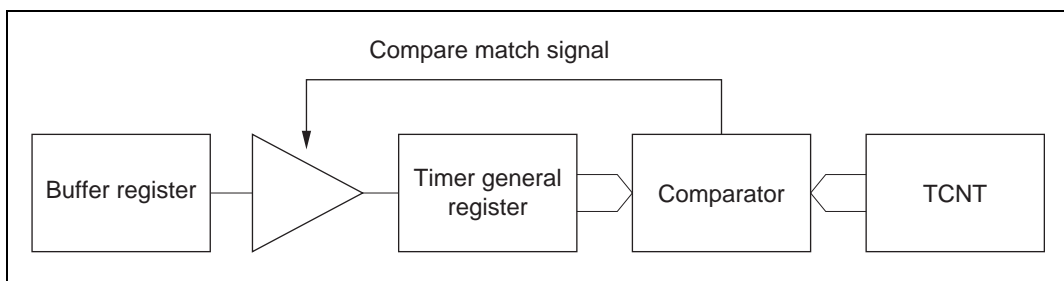 Compare match signal
Buffer register
Timer general
register
Comparator
TCNT